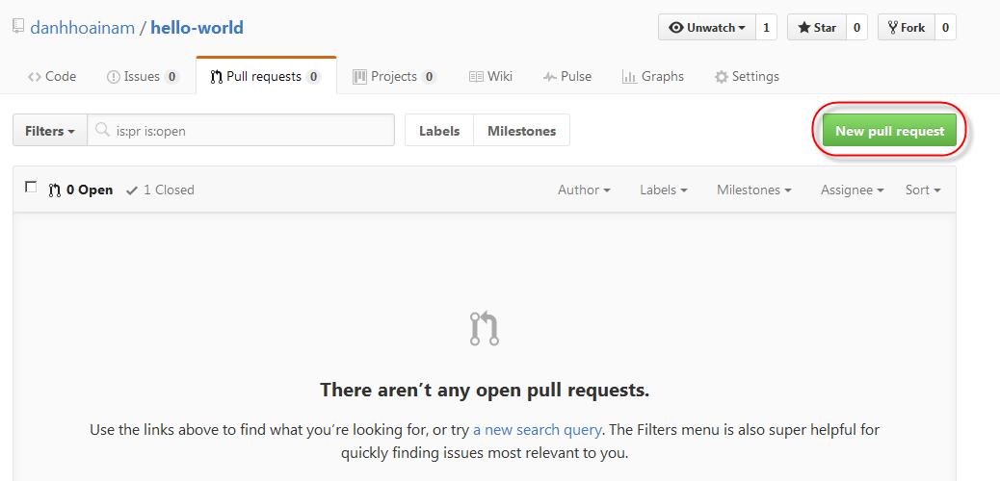 danhhoainam / hello-world
Unwatch 1 Star 0 Fork 0
Code Issues 0 Pull requests 0 Projects 0 Wiki Pulse Graphs Settings
Filters is:pr is:open Labels Milestones New pull request
0 Open 1 Closed Author Labels Milestones Assignee Sort
There aren’t any open pull requests.
Use the links above to find what you’re looking for, or try a new search query. The Filters menu is also super helpful for
quickly finding issues most relevant to you.